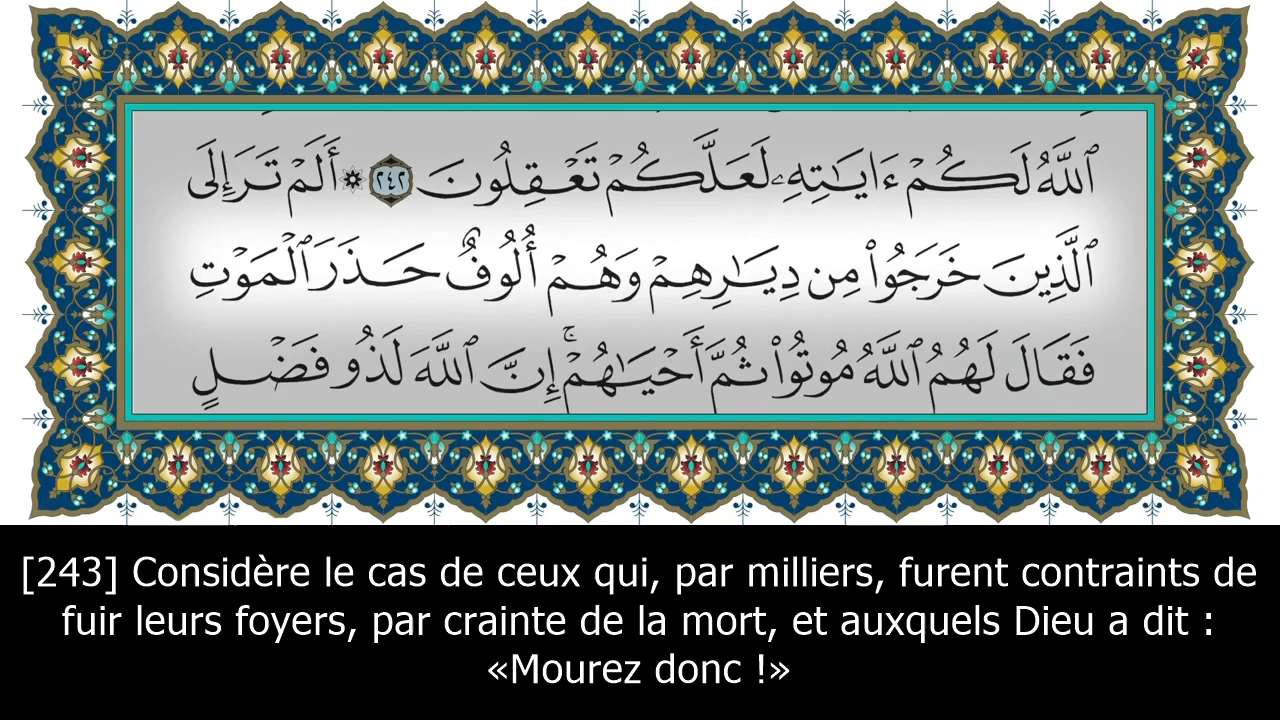 ٱللَّهُ لَكُمْ ءَايَٰتِهِۦ لَعَلَّكُمْ تَعْقِلُونَ ٢٤٢ ۞ أَلَمْ تَرَ إِلَى
ٱلَّذِينَ خَرَجُوا۟ مِن دِيَٰرِهِمْ وَهُمْ أُلُوفٌ حَذَرَ ٱلْمَوْتِ
فَقَالَ لَهُمُ ٱللَّهُ مُوتُوا۟ ثُمَّ أَحْيَٰهُمْ ۚ إِنَّ ٱللَّهَ لَذُو فَضْلٍ
[243] Considère le cas de ceux qui, par milliers, furent contraints de
fuir leurs foyers, par crainte de la mort, et auxquels Dieu a dit :
«Mourez donc !»